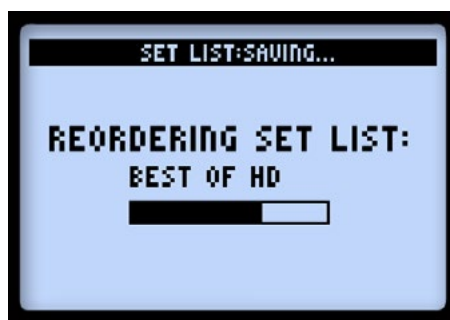 SET LIST:SAVING...
REORDERING SET LIST:
BEST OF HD